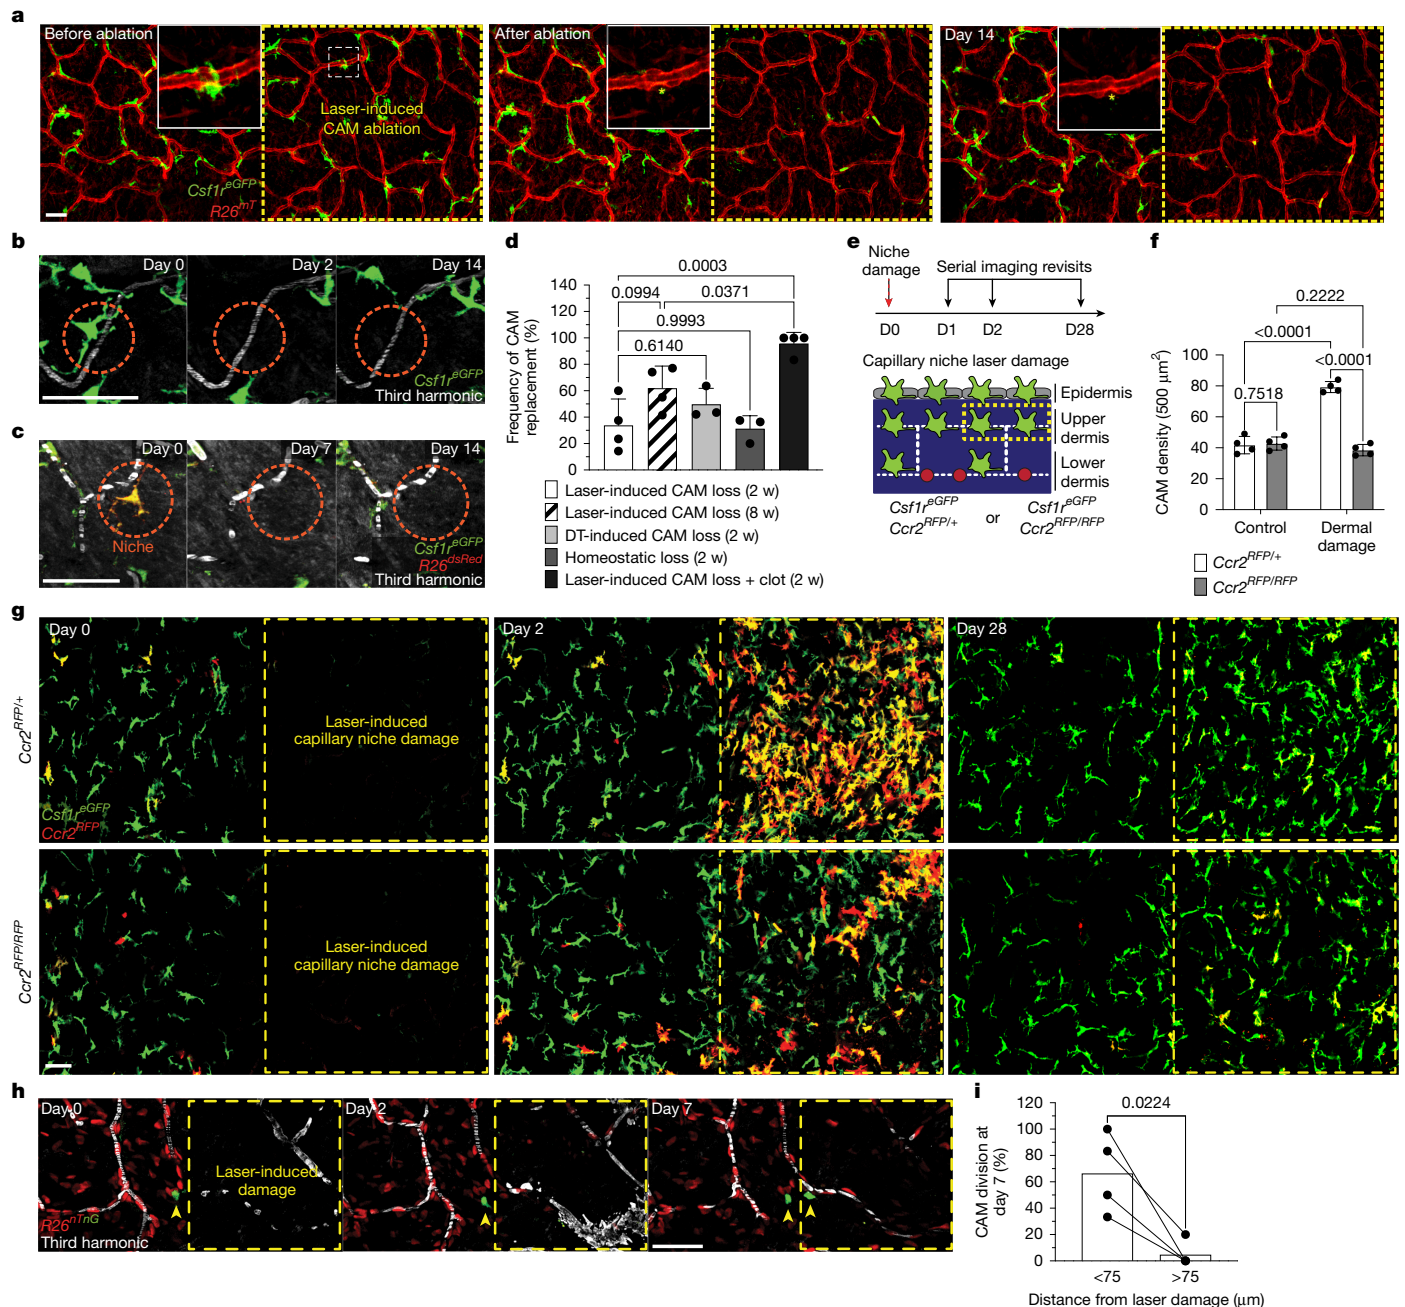 a
Before ablation
Laser-induced
CAM ablation
Csf1r^eGFP
R26^mT
After ablation
*
Day 14
*
b
Day 0
Day 2
Day 14
Csf1r^eGFP
Third harmonic
c
Day 0
Niche
Day 7
Day 14
Csf1r^eGFP
R26^dsRed
Third harmonic
d
0.0003
0.0994
0.0371
0.9993
0.6140
Frequency of CAM
replacement (%)
140
120
100
80
60
40
20
0
Laser-induced CAM loss (2 w)
Laser-induced CAM loss (8 w)
DT-induced CAM loss (2 w)
Homeostatic loss (2 w)
Laser-induced CAM loss + clot (2 w)
e
Niche
damage
Serial imaging revisits
D0
D1
D2
D28
Capillary niche laser damage
Epidermis
Upper
dermis
Lower
dermis
Csf1r^eGFP
Ccr2^RFP/+
or
Csf1r^eGFP
Ccr2^RFP/RFP
f
0.2222
<0.0001
<0.0001
0.7518
CAM density (500 μm²)
100
80
60
40
20
0
Control
Dermal
damage
Ccr2^RFP/+
Ccr2^RFP/RFP
g
Ccr2^RFP/+
Day 0
Laser-induced
capillary niche damage
Csf1r^eGFP
Ccr2^RFP
Day 2
Day 28
Ccr2^RFP/RFP
Laser-induced
capillary niche damage
h
Day 0
Laser-induced
damage
R26^nTnG
Third harmonic
Day 2
Day 7
i
0.0224
CAM division at
day 7 (%)
120
100
80
60
40
20
0
<75
>75
Distance from laser damage (μm)